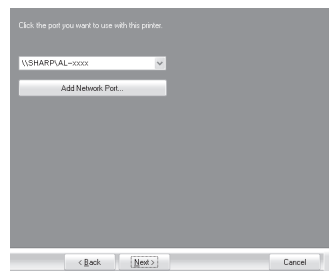 Click the port you want to use with this printer.
\\SHARP\AL-xxxx
Add Network Port...
< Back Next > Cancel